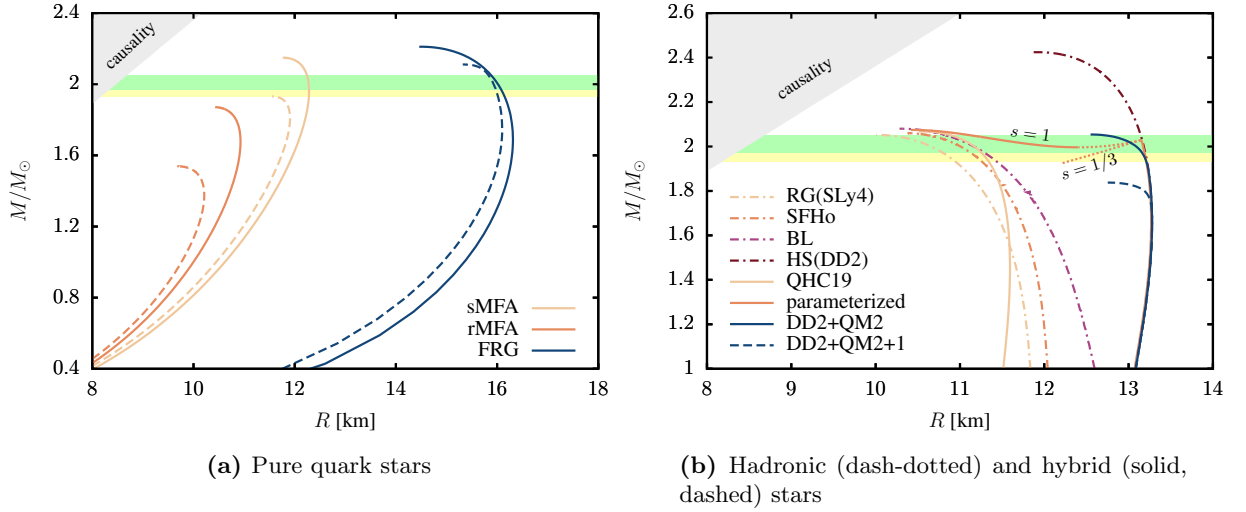 2.4
2
1.6
1.2
0.8
0.4
M/M⊙
causality
sMFA
rMFA
FRG
8 10 12 14 16 18
R [km]
(a) Pure quark stars
2.6
2.4
2.2
2
1.8
1.6
1.4
1.2
1
M/M⊙
causality
s = 1
s = 1/3
RG(SLy4)
SFHo
BL
HS(DD2)
QHC19
parameterized
DD2+QM2
DD2+QM2+1
8 9 10 11 12 13 14
R [km]
(b) Hadronic (dash-dotted) and hybrid (solid,
dashed) stars